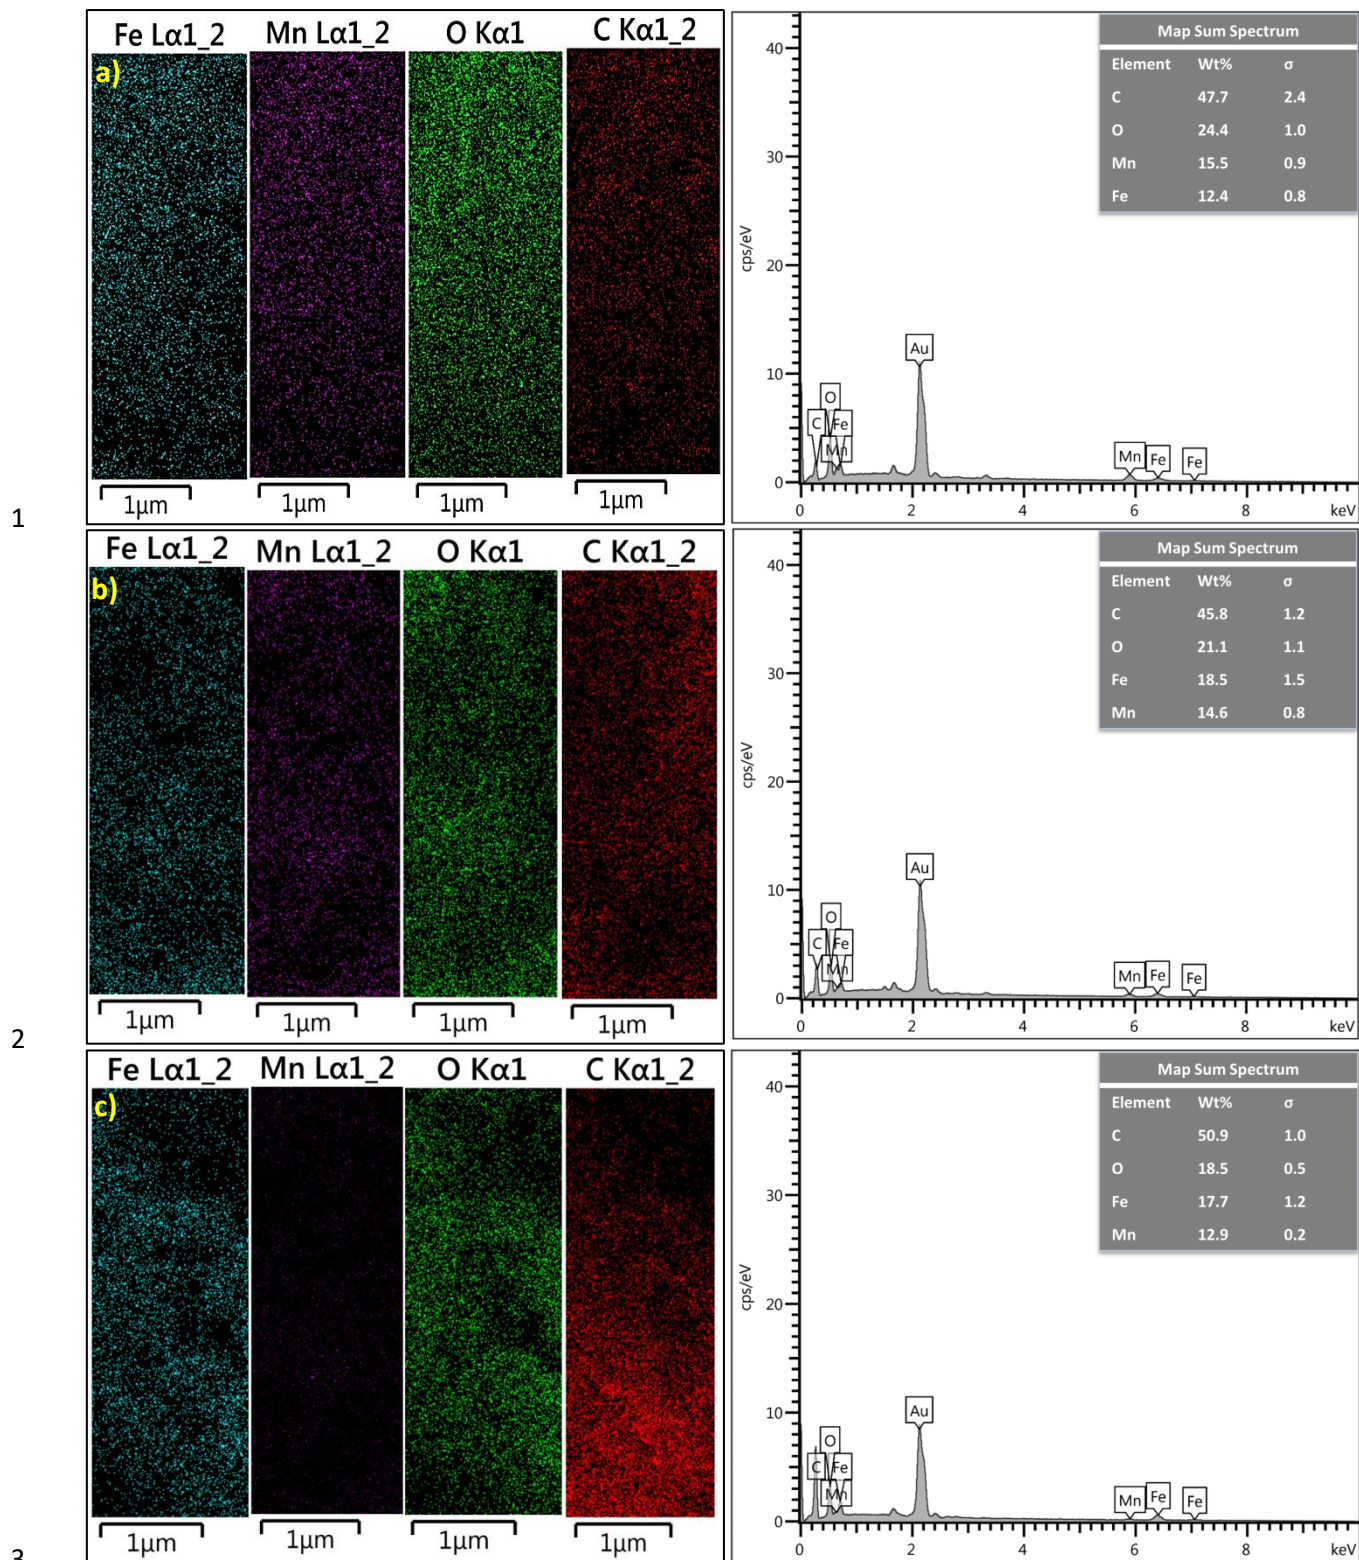 Fe Lα1_2 Mn Lα1_2 O Kα1 C Kα1_2
a)
1μm 1μm 1μm 1μm
1
Map Sum Spectrum
Element Wt% σ
C 47.7 2.4
O 24.4 1.0
Mn 15.5 0.9
Fe 12.4 0.8
40
30
20
10
0
cps/eV
Au
O
C Fe
Mn
Mn Fe Fe
0 2 4 6 8 keV
Fe Lα1_2 Mn Lα1_2 O Kα1 C Kα1_2
b)
1μm 1μm 1μm 1μm
2
Map Sum Spectrum
Element Wt% σ
C 45.8 1.2
O 21.1 1.1
Fe 18.5 1.5
Mn 14.6 0.8
40
30
20
10
0
cps/eV
Au
O
C Fe
Mn
Mn Fe Fe
0 2 4 6 8 keV
Fe Lα1_2 Mn Lα1_2 O Kα1 C Kα1_2
c)
1μm 1μm 1μm 1μm
3
Map Sum Spectrum
Element Wt% σ
C 50.9 1.0
O 18.5 0.5
Fe 17.7 1.2
Mn 12.9 0.2
40
30
20
10
0
cps/eV
Au
O
C Fe
Mn
Mn Fe Fe
0 2 4 6 8 keV